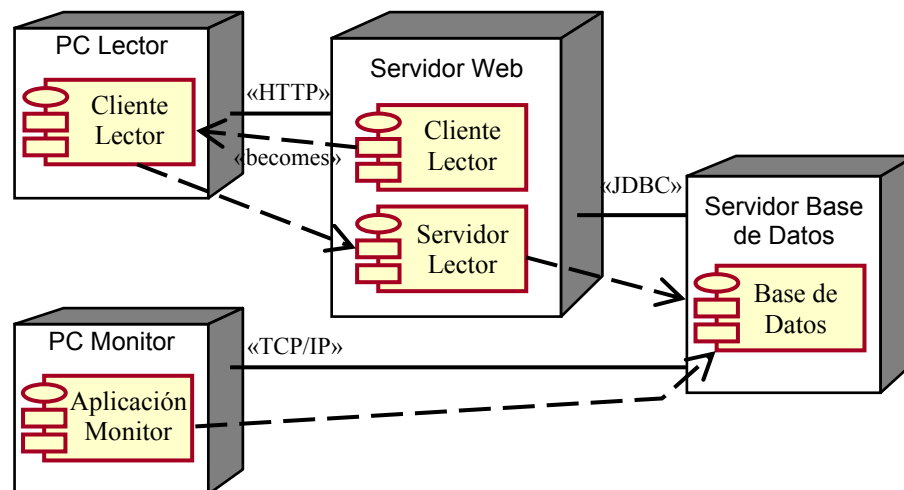 PC Lector
Cliente
Lector
«HTTP»
«becomes»
Servidor Web
Cliente
Lector
Servidor
Lector
«JDBC»
Servidor Base
de Datos
Base de
Datos
PC Monitor
Aplicación
Monitor
«TCP/IP»